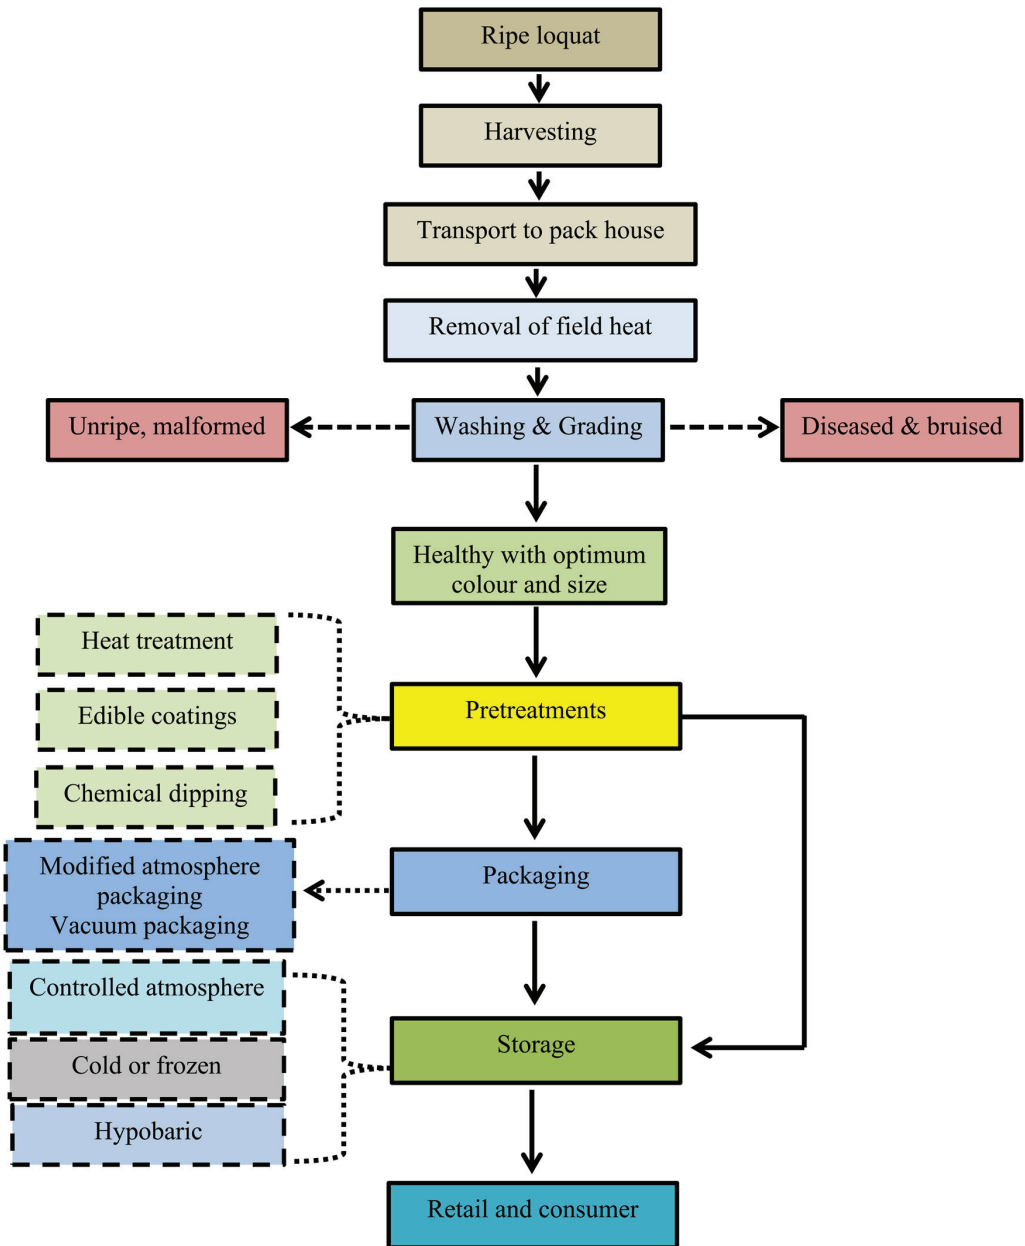 Ripe loquat
Harvesting
Transport to pack house
Removal of field heat
Unripe, malformed
Washing & Grading
Diseased & bruised
Healthy with optimum
colour and size
Heat treatment
Edible coatings
Chemical dipping
Pretreatments
Modified atmosphere
packaging
Vacuum packaging
Packaging
Controlled atmosphere
Cold or frozen
Hypobaric
Storage
Retail and consumer